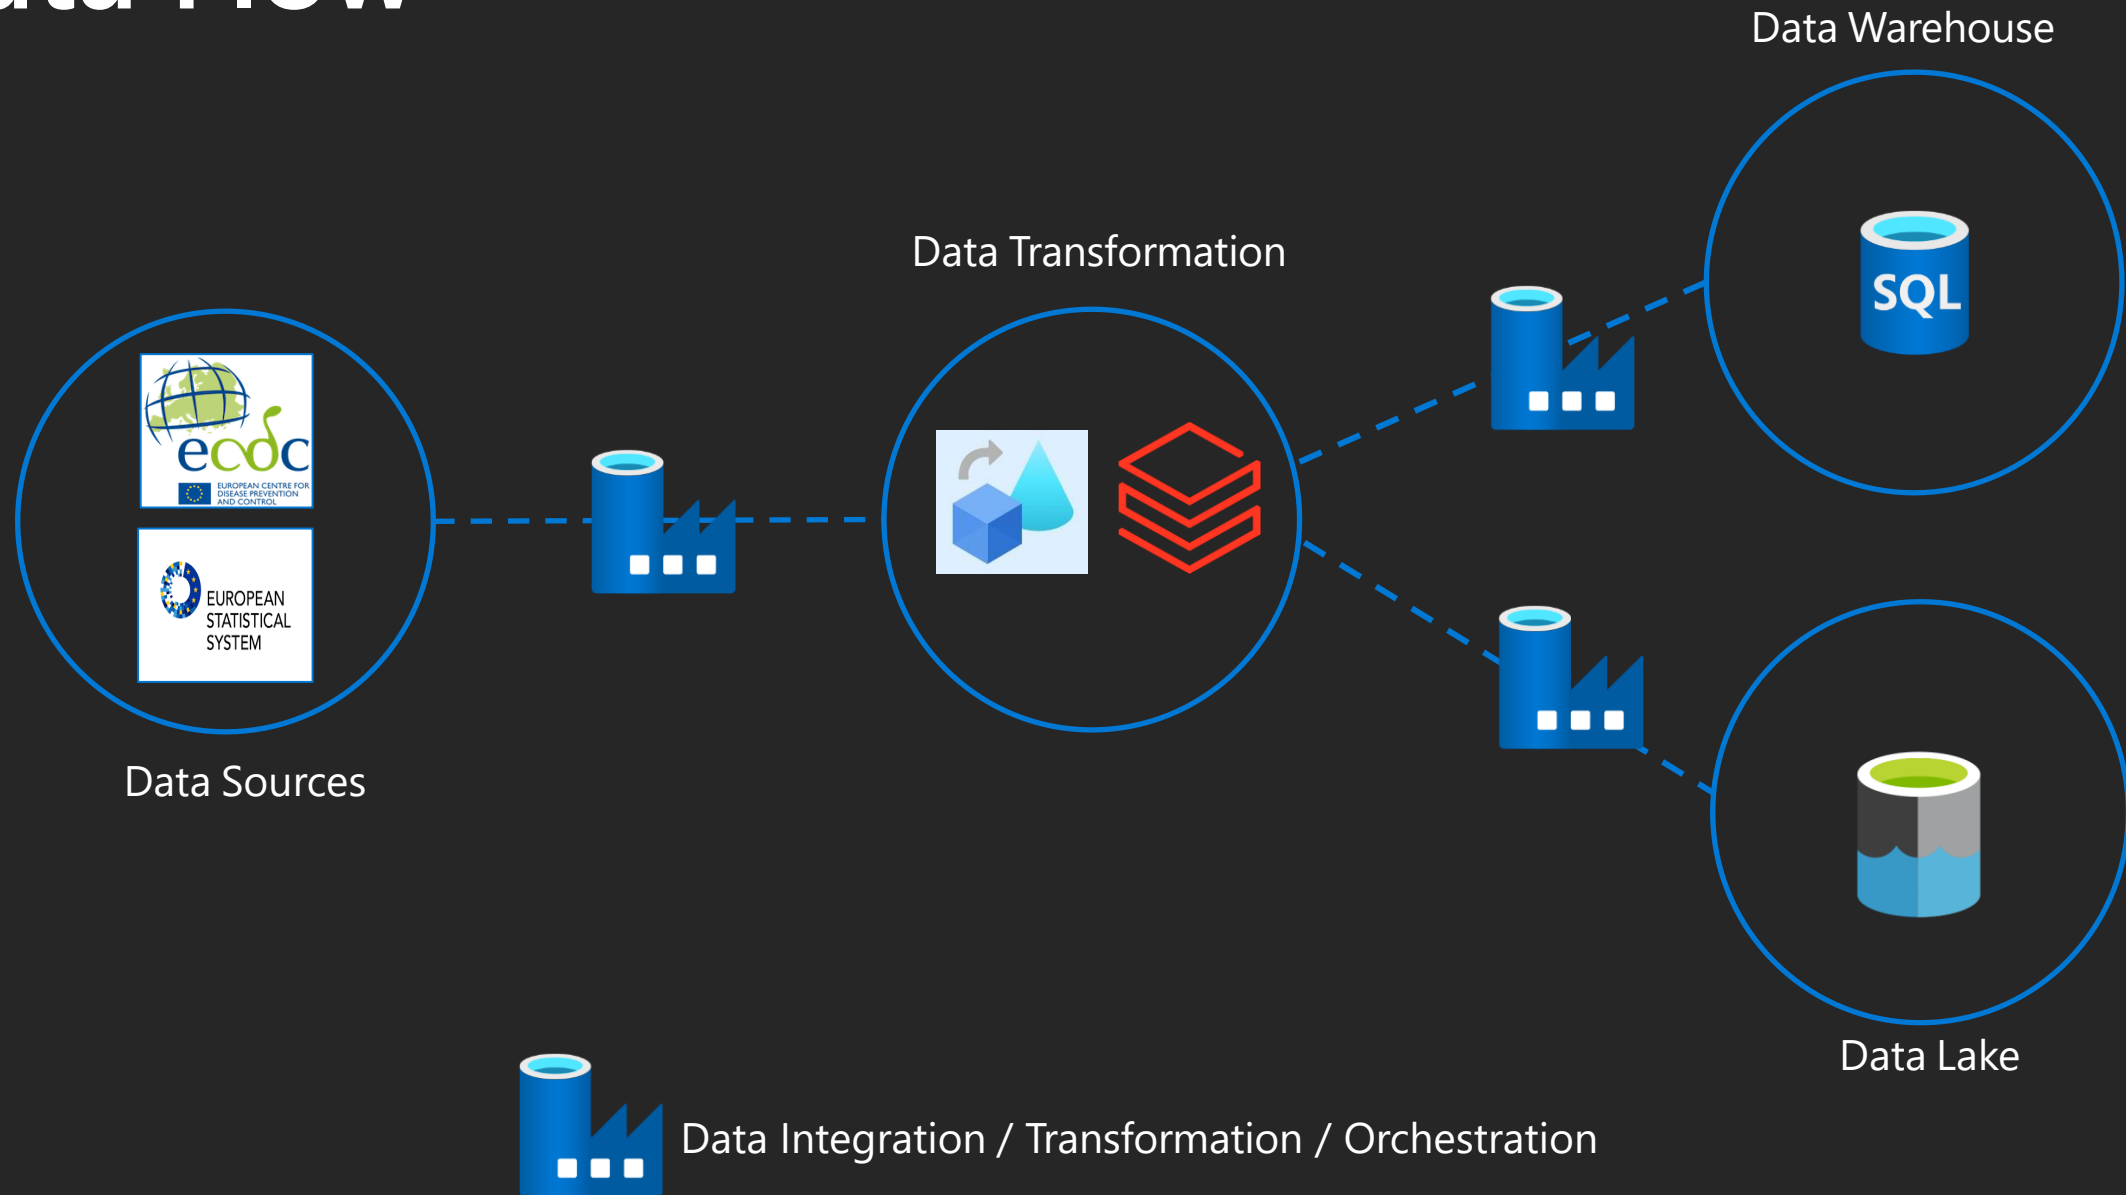 Data Warehouse
SQL
Data Transformation
ecdc
EUROPEAN CENTRE FOR
DISEASE PREVENTION
AND CONTROL
EUROPEAN
STATISTICAL
SYSTEM
Data Sources
Data Lake
Data Integration / Transformation / Orchestration